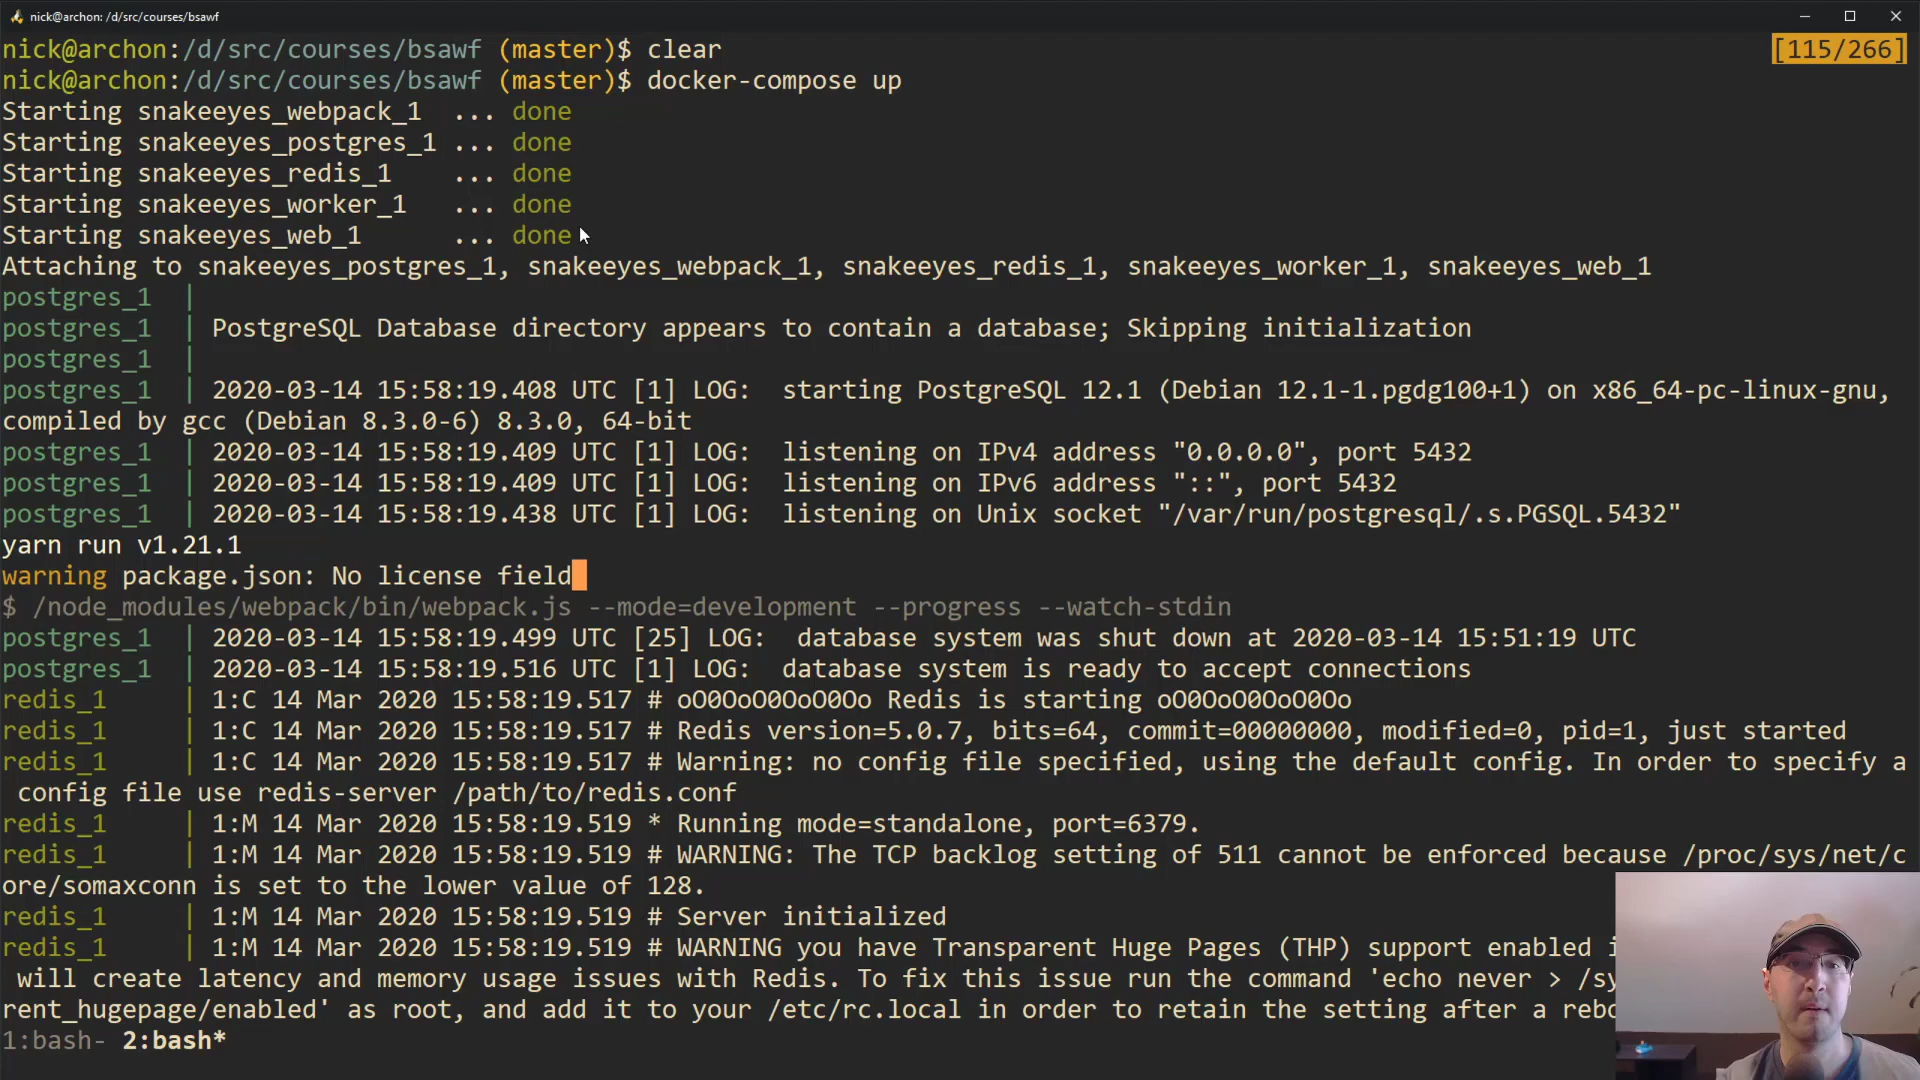 nick@archon: /d/src/courses/bsawf
nick@archon:/d/src/courses/bsawf (master)$ clear
[115/266]
nick@archon:/d/src/courses/bsawf (master)$ docker-compose up
Starting snakeeyes_webpack_1  ... done
Starting snakeeyes_postgres_1 ... done
Starting snakeeyes_redis_1    ... done
Starting snakeeyes_worker_1   ... done
Starting snakeeyes_web_1      ... done
Attaching to snakeeyes_postgres_1, snakeeyes_webpack_1, snakeeyes_redis_1, snakeeyes_worker_1, snakeeyes_web_1
postgres_1  |
postgres_1  | PostgreSQL Database directory appears to contain a database; Skipping initialization
postgres_1  |
postgres_1  | 2020-03-14 15:58:19.408 UTC [1] LOG:  starting PostgreSQL 12.1 (Debian 12.1-1.pgdg100+1) on x86_64-pc-linux-gnu,
compiled by gcc (Debian 8.3.0-6) 8.3.0, 64-bit
postgres_1  | 2020-03-14 15:58:19.409 UTC [1] LOG:  listening on IPv4 address "0.0.0.0", port 5432
postgres_1  | 2020-03-14 15:58:19.409 UTC [1] LOG:  listening on IPv6 address "::", port 5432
postgres_1  | 2020-03-14 15:58:19.438 UTC [1] LOG:  listening on Unix socket "/var/run/postgresql/.s.PGSQL.5432"
yarn run v1.21.1
warning package.json: No license field
$ /node_modules/webpack/bin/webpack.js --mode=development --progress --watch-stdin
postgres_1  | 2020-03-14 15:58:19.499 UTC [25] LOG:  database system was shut down at 2020-03-14 15:51:19 UTC
postgres_1  | 2020-03-14 15:58:19.516 UTC [1] LOG:  database system is ready to accept connections
redis_1     | 1:C 14 Mar 2020 15:58:19.517 # oO0OoO0OoO0Oo Redis is starting oO0OoO0OoO0Oo
redis_1     | 1:C 14 Mar 2020 15:58:19.517 # Redis version=5.0.7, bits=64, commit=00000000, modified=0, pid=1, just started
redis_1     | 1:C 14 Mar 2020 15:58:19.517 # Warning: no config file specified, using the default config. In order to specify a
 config file use redis-server /path/to/redis.conf
redis_1     | 1:M 14 Mar 2020 15:58:19.519 * Running mode=standalone, port=6379.
redis_1     | 1:M 14 Mar 2020 15:58:19.519 # WARNING: The TCP backlog setting of 511 cannot be enforced because /proc/sys/net/c
ore/somaxconn is set to the lower value of 128.
redis_1     | 1:M 14 Mar 2020 15:58:19.519 # Server initialized
redis_1     | 1:M 14 Mar 2020 15:58:19.519 # WARNING you have Transparent Huge Pages (THP) support enabled
 will create latency and memory usage issues with Redis. To fix this issue run the command 'echo never >
rent_hugepage/enabled' as root, and add it to your /etc/rc.local in order to retain the setting after a
1:bash- 2:bash*